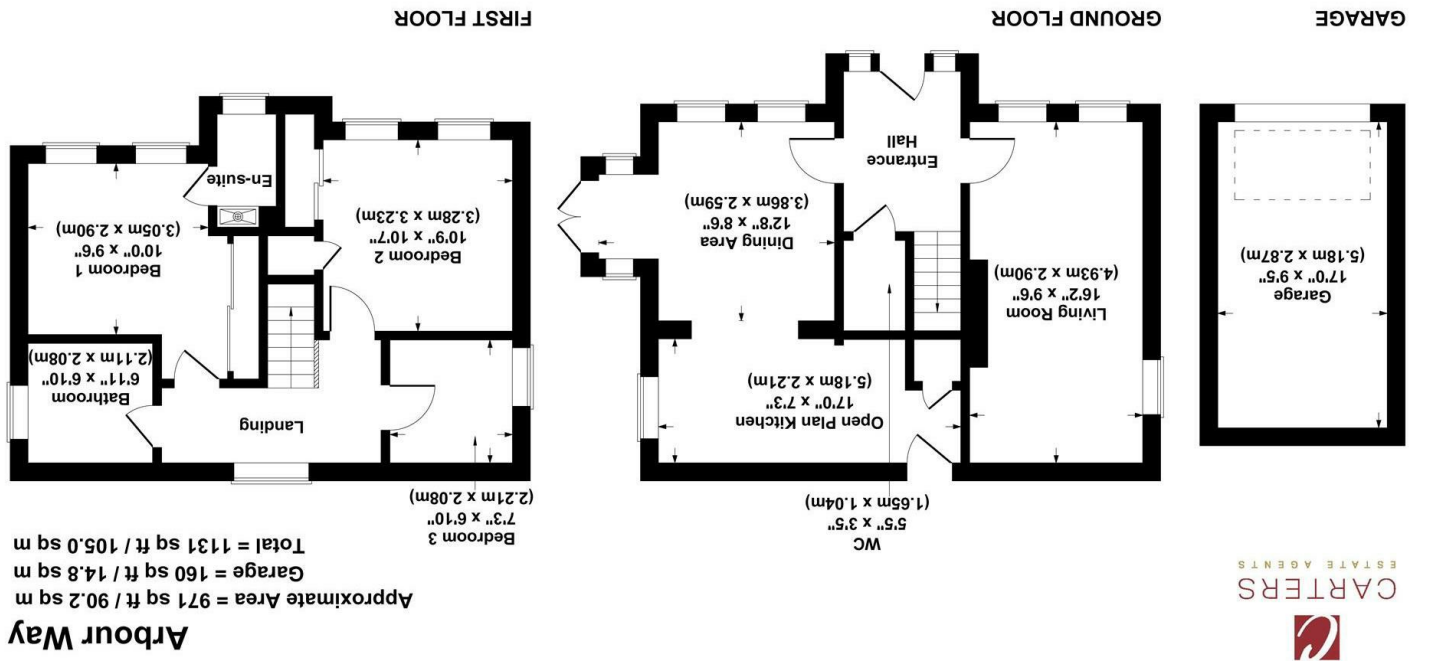 Arbour Way
Approximate Area = 971 sq ft / 90.2 sq m
Garage = 160 sq ft / 14.8 sq m
Total = 1131 sq ft / 105.0 sq m
CARTERS
ESTATE AGENTS
WC
5'5" x 3'5"
(1.65m x 1.04m)
Bedroom 3
7'3" x 6'10"
(2.21m x 2.08m)
Garage
17'0" x 9'5"
(5.18m x 2.87m)
Living Room
16'2" x 9'6"
(4.93m x 2.90m)
Open Plan Kitchen
17'0" x 7'3"
(5.18m x 2.21m)
Dining Area
12'8" x 8'6"
(3.86m x 2.59m)
Entrance
Hall
Landing
Bathroom
6'11" x 6'10"
(2.11m x 2.08m)
Bedroom 2
10'9" x 10'7"
(3.28m x 3.23m)
Bedroom 1
10'0" x 9'6"
(3.05m x 2.90m)
En-suite
GARAGE
GROUND FLOOR
FIRST FLOOR